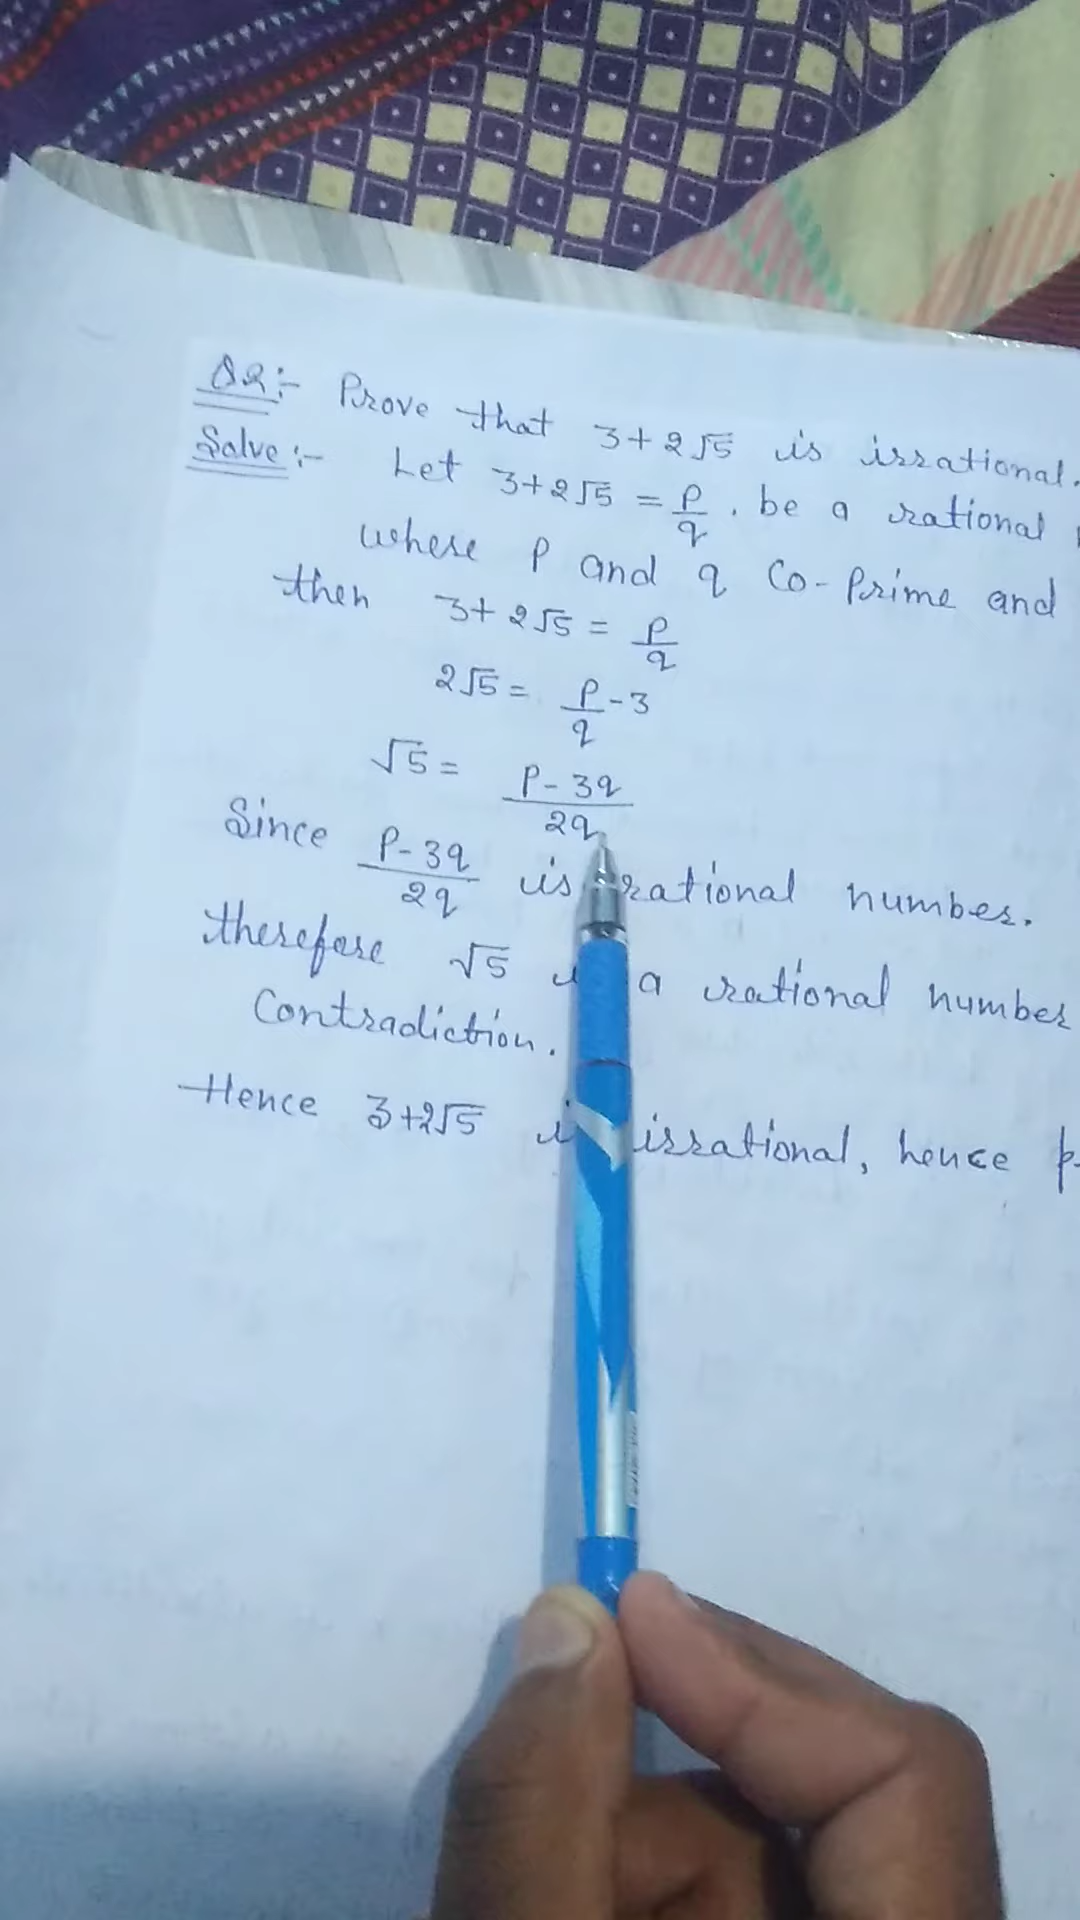 Q2:- Prove that 3+2√5 is irrational.
Solve:- Let 3+2√5 = P/q. be a rational
where P and q Co-Prime and
then 3+2√5 = P/q
2√5 = P/q - 3
√5 = P-3q/2q
Since P-3q/2q is rational number.
therefore √5 a rational number
Contradiction.
Hence 3+2√5 irrational, hence